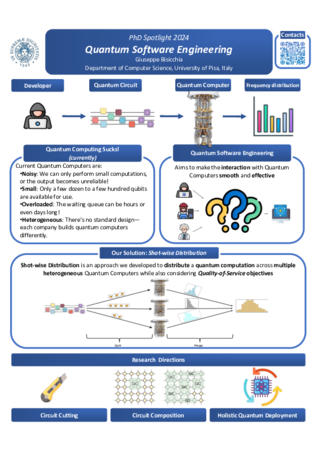 PhD Spotlight 2024
Quantum Software Engineering
Giuseppe Bisicchia
Department of Computer Science, University of Pisa, Italy
Contacts
Developer
Quantum Circuit
Quantum Computer
Frequency distribution
Quantum Computing Sucks!
(currently)
Current Quantum Computers are:
•Noisy: We can only perform small computations,
or the output becomes unreliable!
•Small: Only a few dozen to a few hundred qubits
are available for use.
•Overloaded: The waiting queue can be hours or
even days long!
•Heterogeneous: There's no standard design—
each company builds quantum computers
differently.
Quantum Software Engineering
Aims to make the interaction with Quantum
Computers smooth and effective
Our Solution: Shot-wise Distribution
Shot-wise Distribution is an approach we developed to distribute a quantum computation across multiple
heterogeneous Quantum Computers while also considering Quality-of-Service objectives
Split
Merge
Research Directions
Circuit Cutting
Circuit Composition
Holistic Quantum Deployment